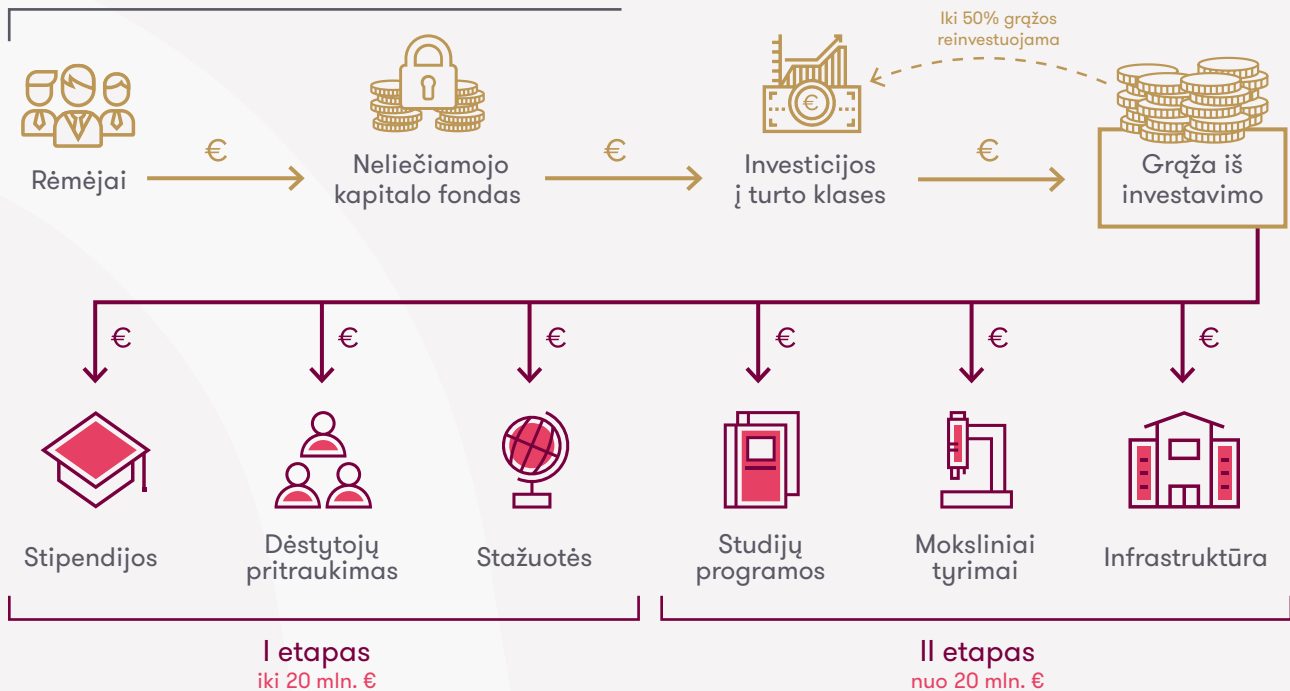 Iki 50% grąžos
reinvestuojama
€
Rėmėjai
€
Neliečiamojo
kapitalo fondas
€
Investicijos
į turto klases
€
Grąža iš
investavimo
€
€
€
€
€
€
Stipendijos
Dėstytojų
pritraukimas
Stažuotės
Studijų
programos
Moksliniai
tyrimai
Infrastruktūra
I etapas
iki 20 mln. €
II etapas
nuo 20 mln. €